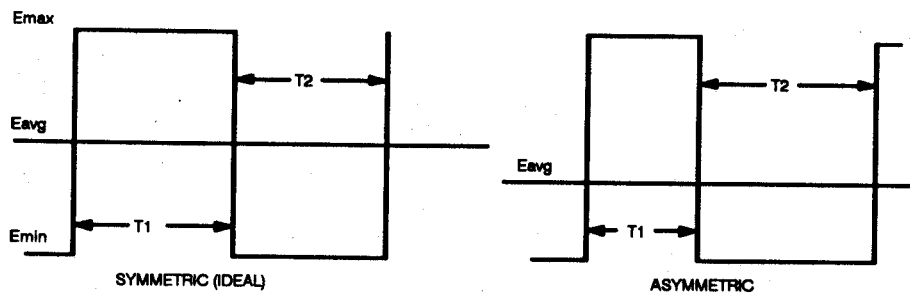 Emax
T2
Eavg
T1
Emin
SYMMETRIC (IDEAL)
T2
Eavg
T1
ASYMMETRIC